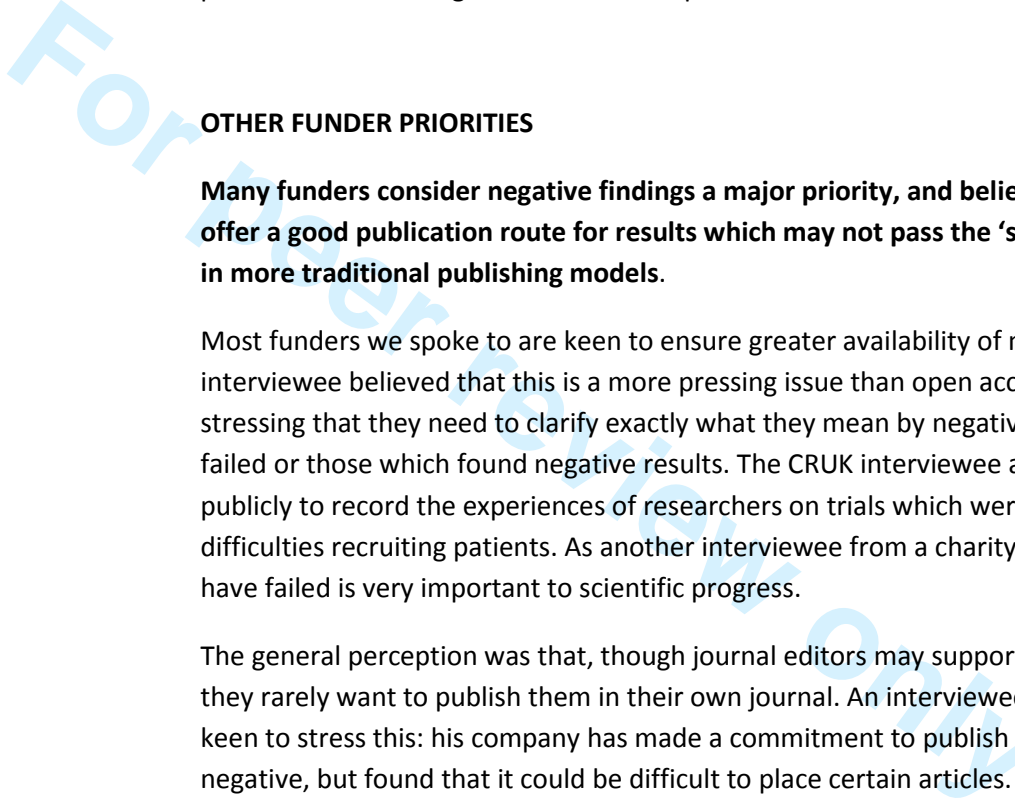 OTHER FUNDER PRIORITIES
Many funders consider negative findings a major priority, and
offer a good publication route for results which may not pass the
in more traditional publishing models.
Most funders we spoke to are keen to ensure greater availability of
interviewee believed that this is a more pressing issue than open
stressing that they need to clarify exactly what they mean by
failed or those which found negative results. The CRUK interviewee
publicly to record the experiences of researchers on trials which
difficulties recruiting patients. As another interviewee from a charity
have failed is very important to scientific progress.
The general perception was that, though journal editors may
they rarely want to publish them in their own journal. An
keen to stress this: his company has made a commitment to publish
negative, but found that it could be difficult to place certain articles.
For peer review only